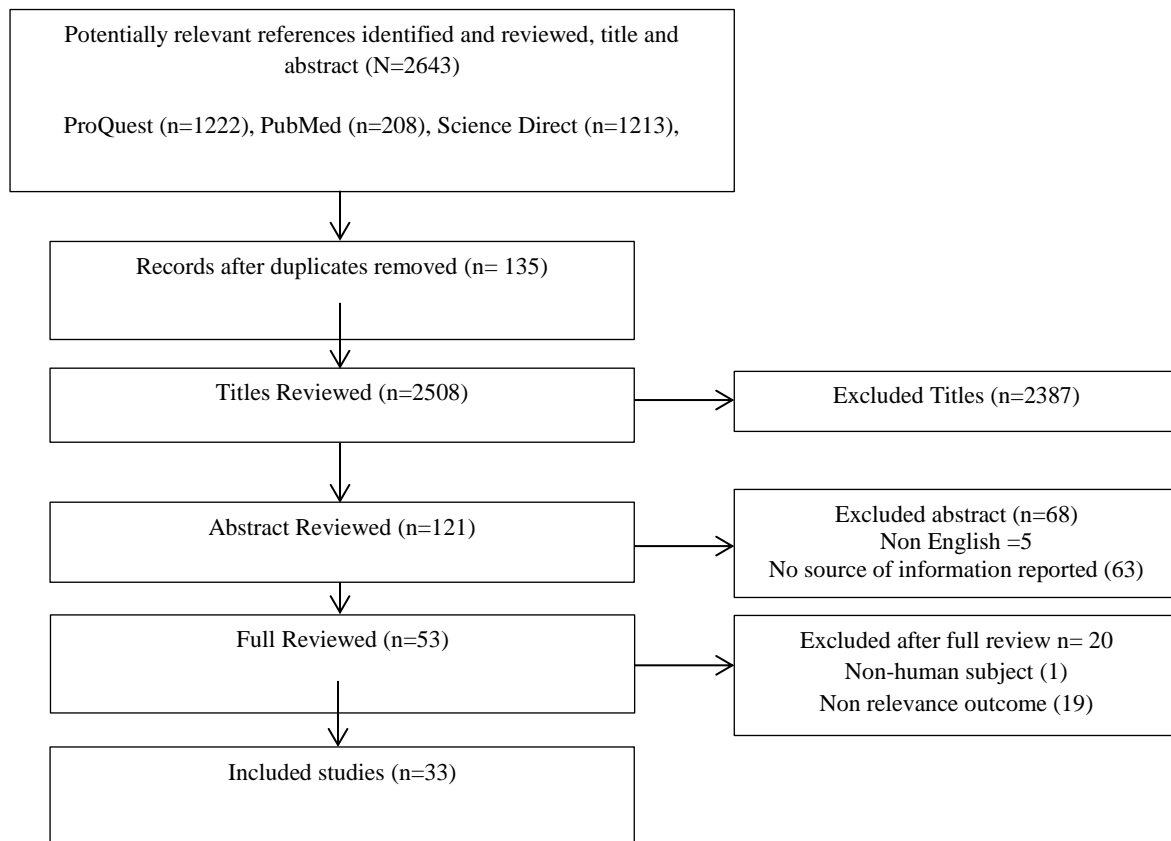 Potentially relevant references identified and reviewed, title and
abstract (N=2643)
ProQuest (n=1222), PubMed (n=208), Science Direct (n=1213),
Records after duplicates removed (n= 135)
Titles Reviewed (n=2508)
Excluded Titles (n=2387)
Abstract Reviewed (n=121)
Excluded abstract (n=68)
Non English =5
No source of information reported (63)
Full Reviewed (n=53)
Excluded after full review n= 20
Non-human subject (1)
Non relevance outcome (19)
Included studies (n=33)